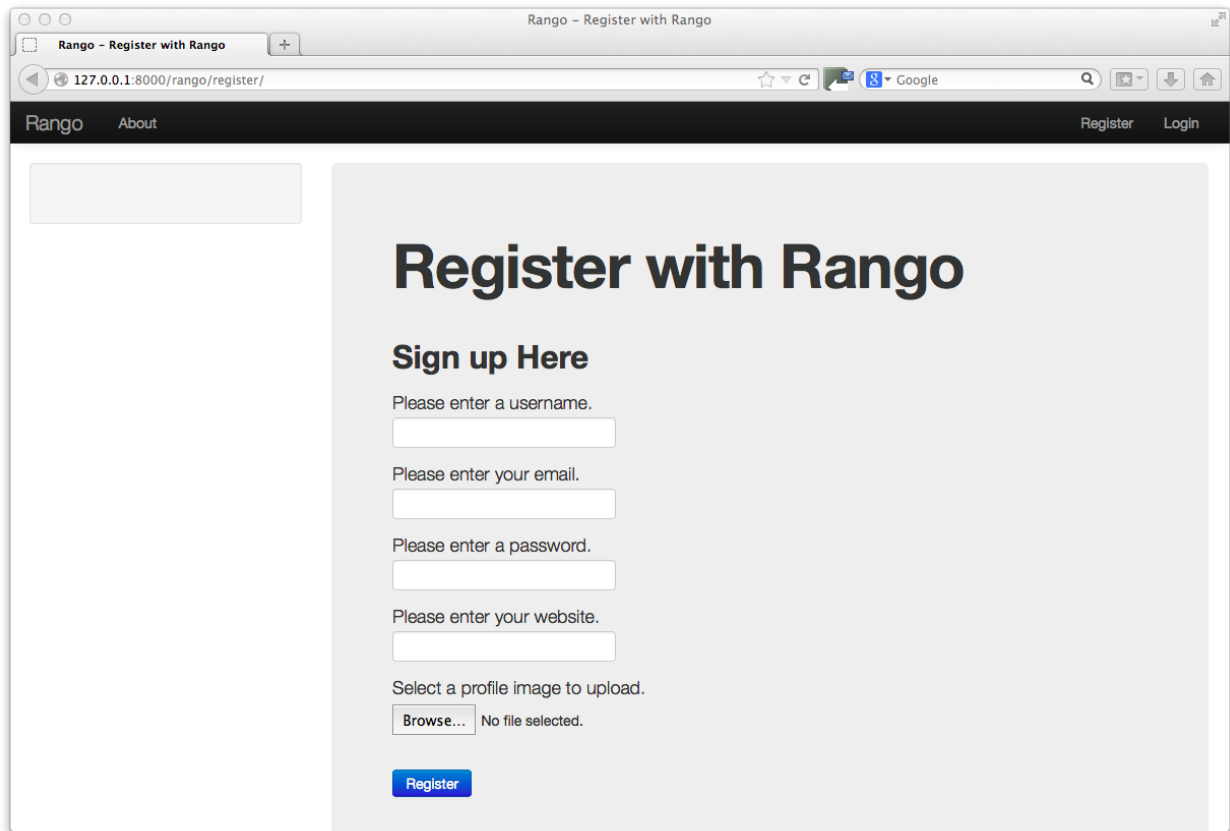 Rango – Register with Rango
Rango – Register with Rango
127.0.0.1:8000/rango/register/
Google
Rango About Register Login
Register with Rango
Sign up Here
Please enter a username.
Please enter your email.
Please enter a password.
Please enter your website.
Select a profile image to upload.
Browse... No file selected.
Register